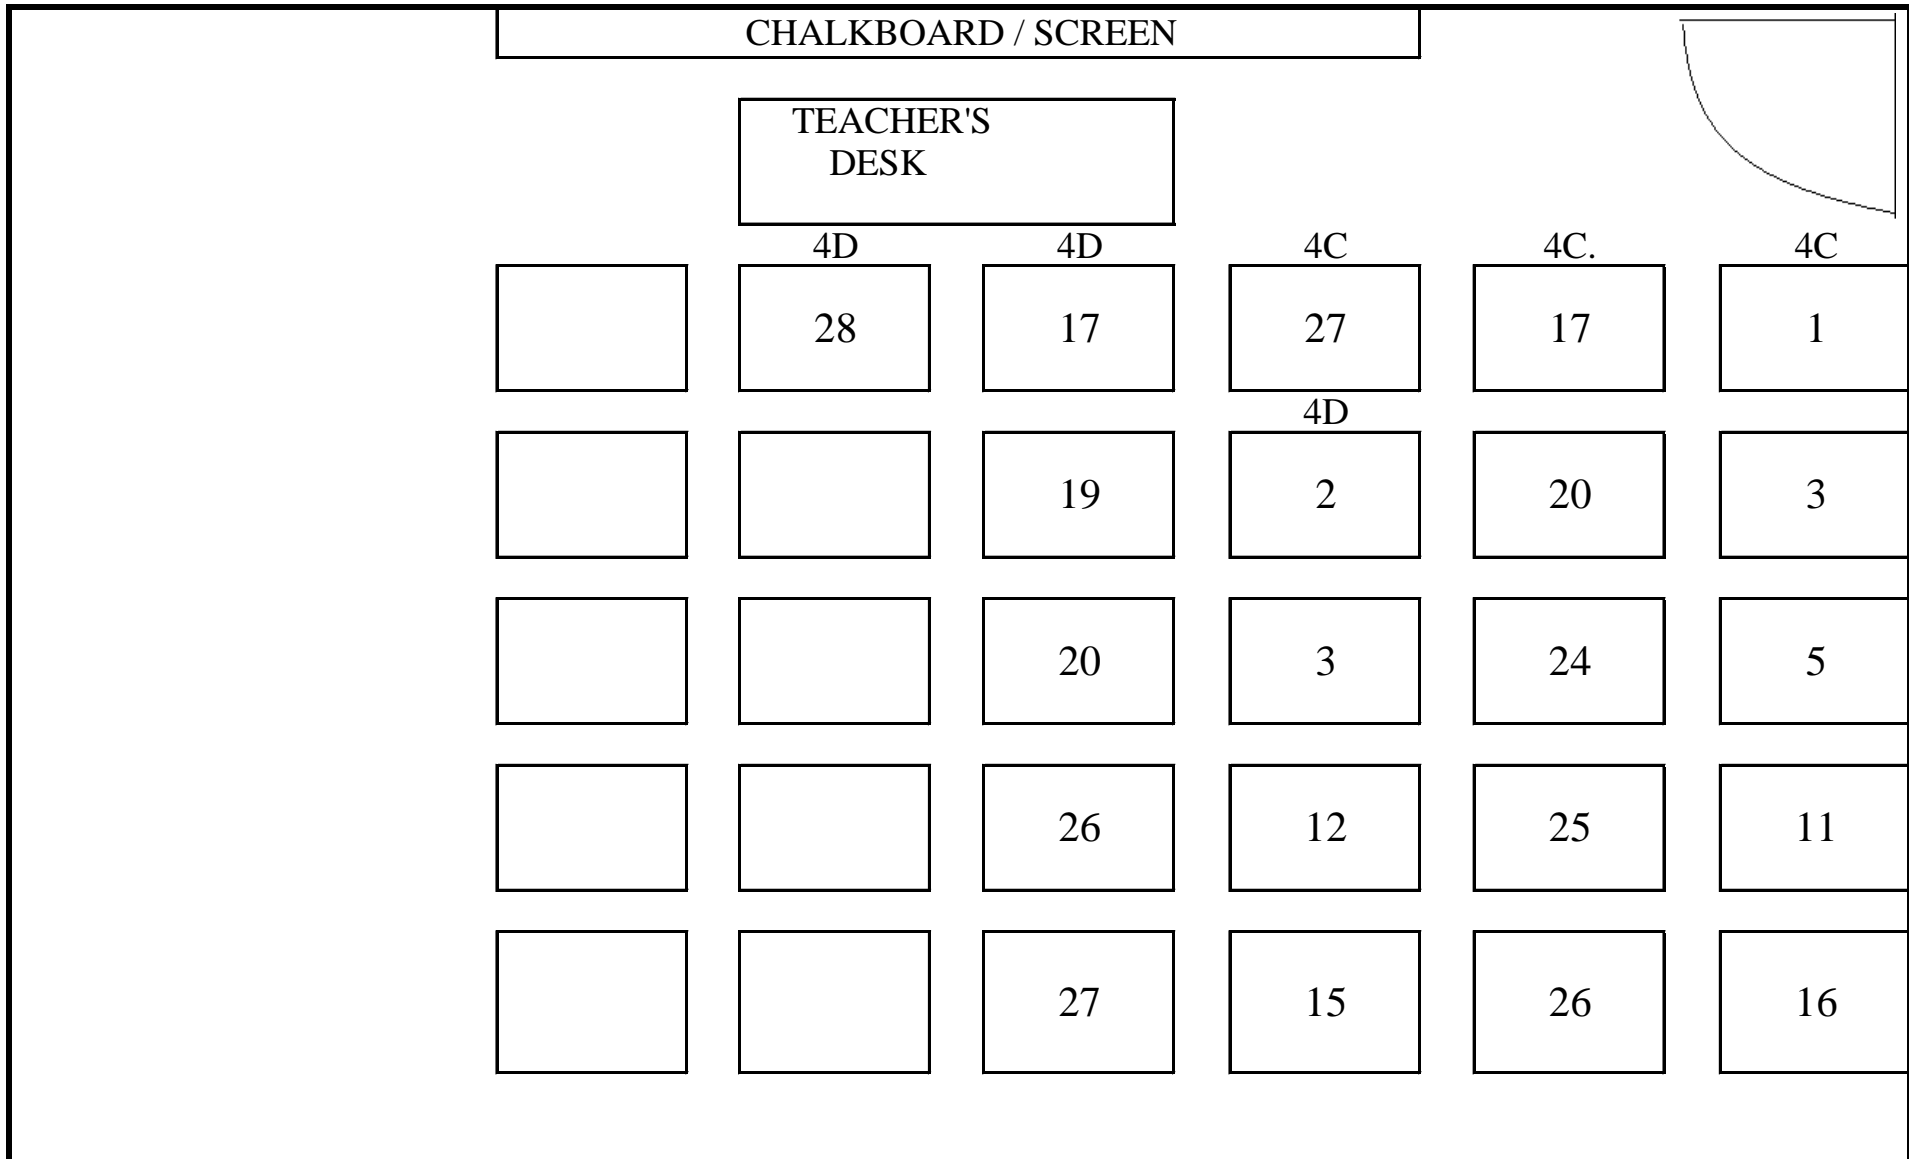 CHALKBOARD / SCREEN
TEACHER'S
DESK
4D 4D 4C 4C. 4C
28 17 27 17 1
4D
19 2 20 3
20 3 24 5
26 12 25 11
27 15 26 16